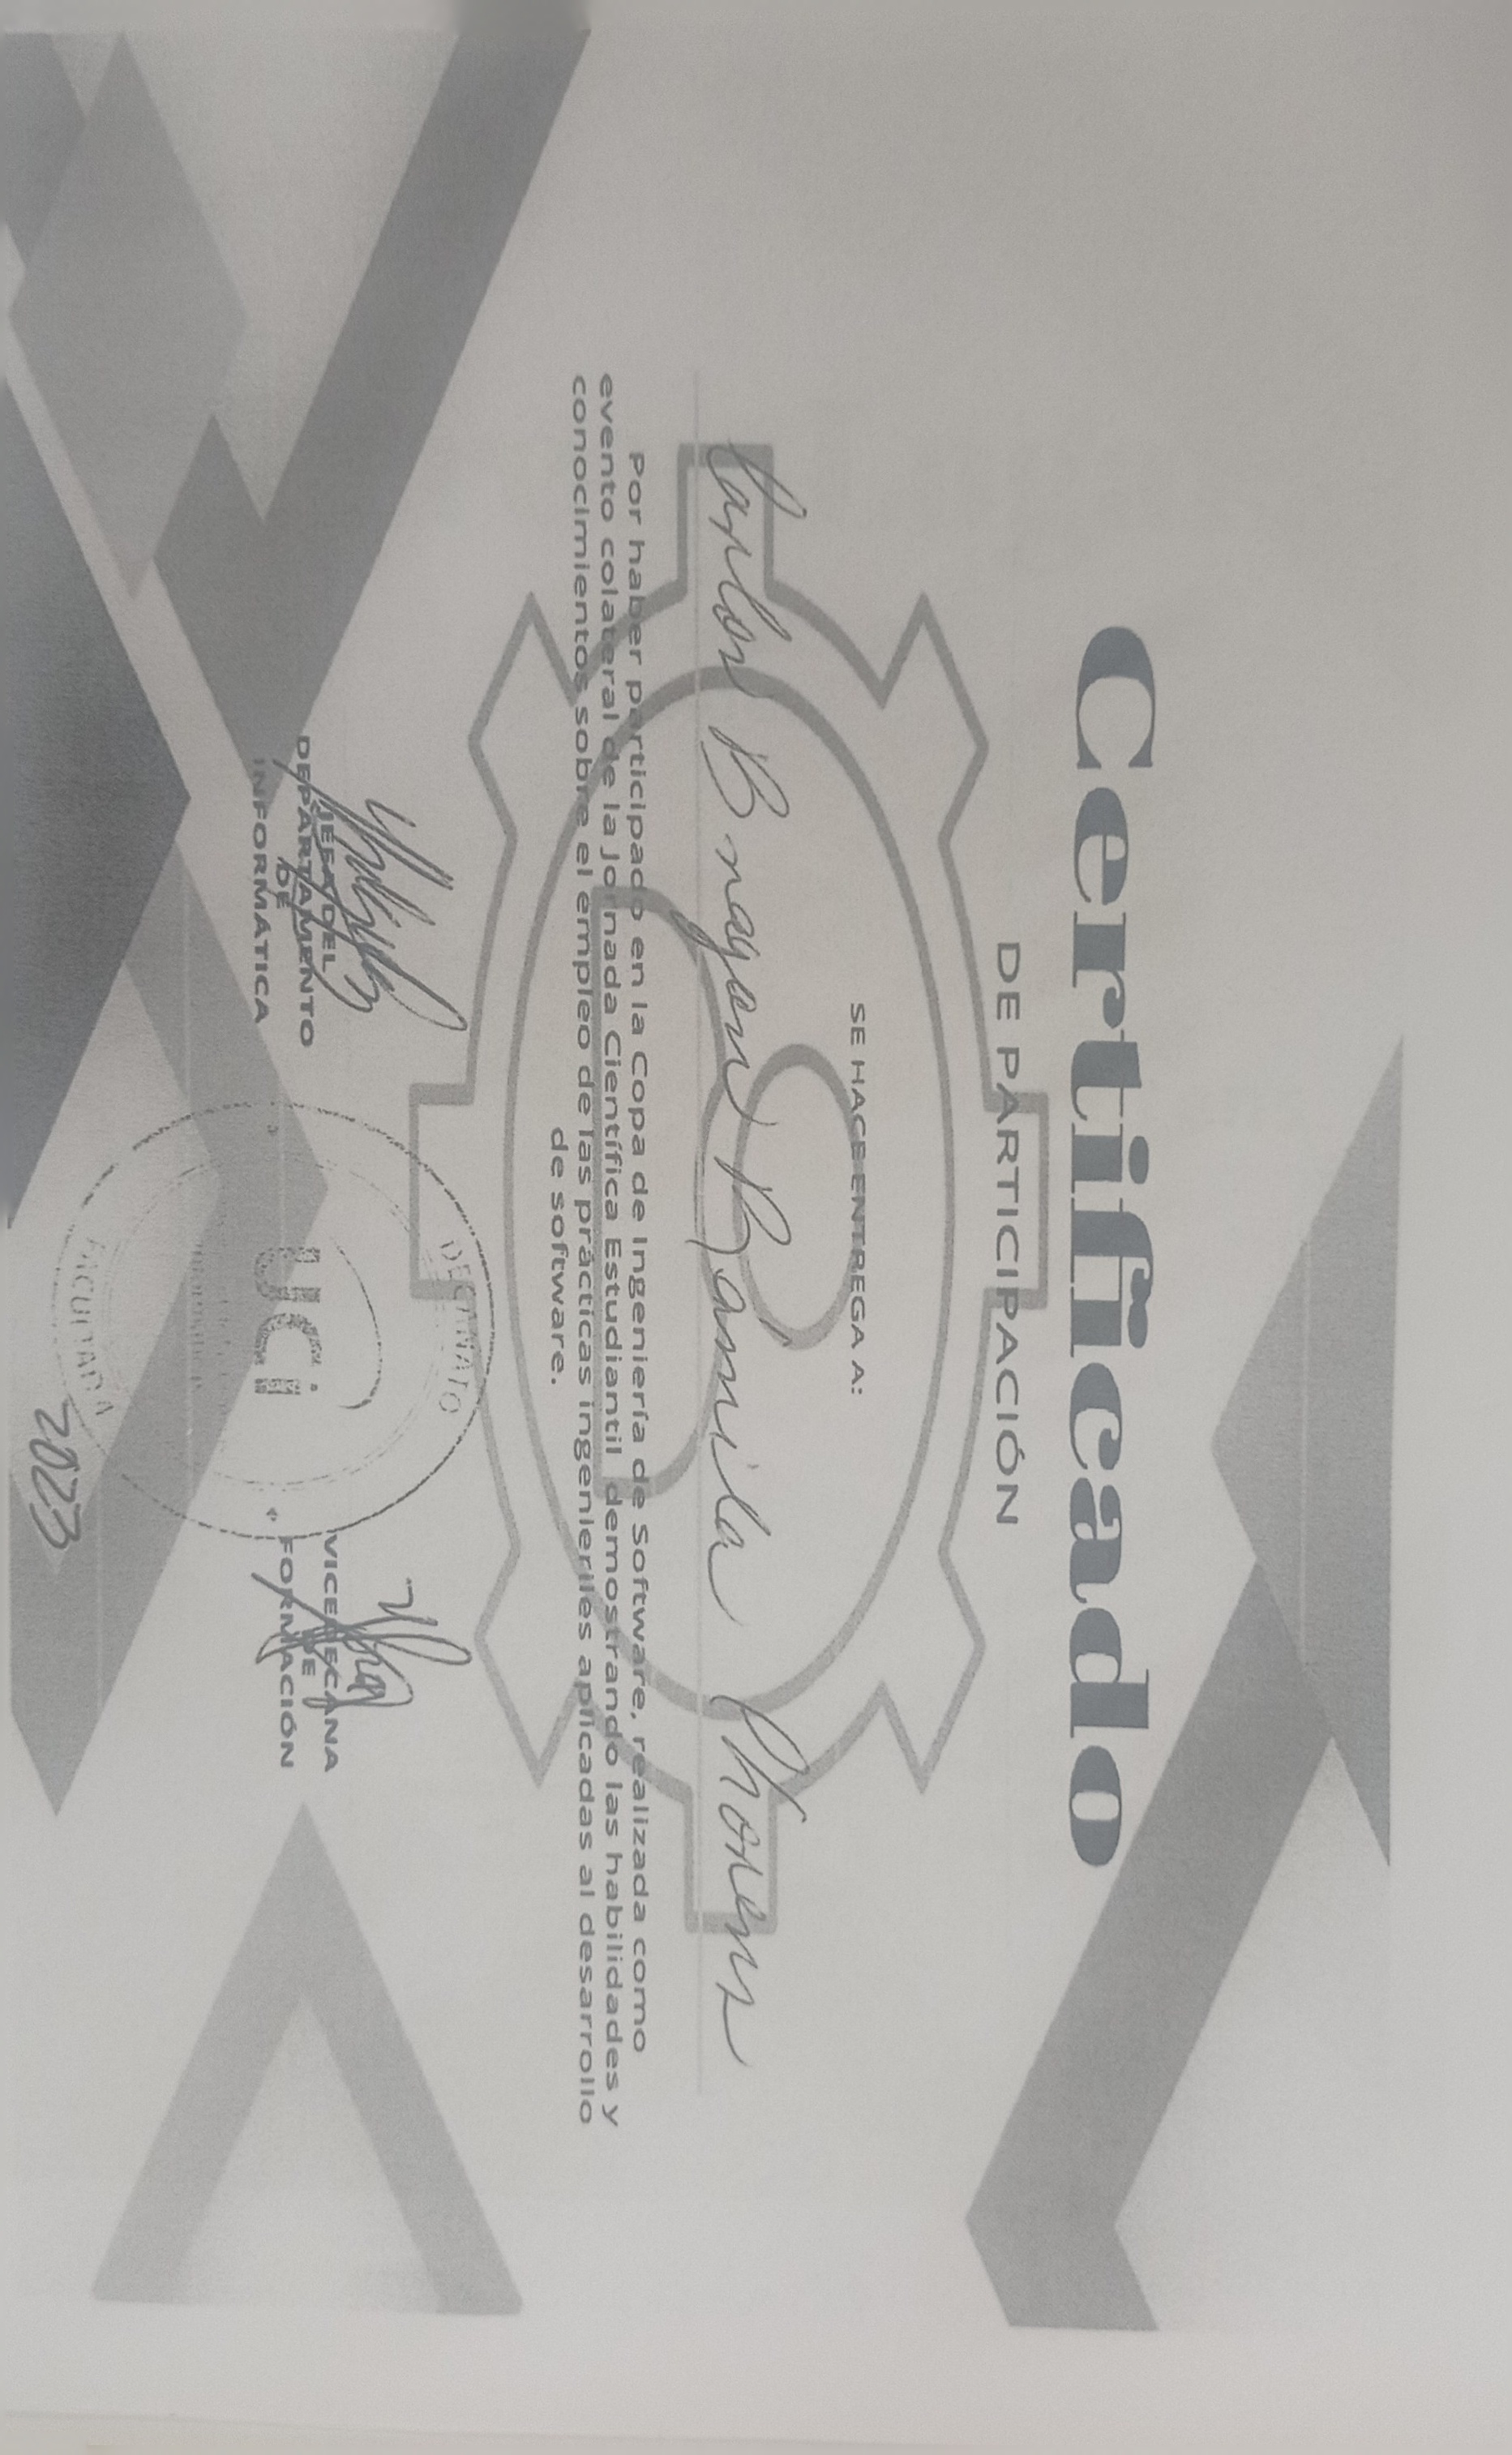 Certificado
DE PARTICIPACIÓN
SE HACE ENTREGA A:
Carlos Brayan Rámila Chorens
Por haber participado en la Copa de Ingeniería de Software, realizada como
evento colateral de la Jornada Científica Estudiantil demostrando las habilidades y
conocimientos sobre el empleo de las prácticas ingenieriles aplicadas al desarrollo
de software.
JEFA DEL
DEPARTAMENTO
DE
INFORMÁTICA
DECANATO
UCi
Informáticas
FACULTAD 4
2023
VICEDECANA
DE
FORMACIÓN